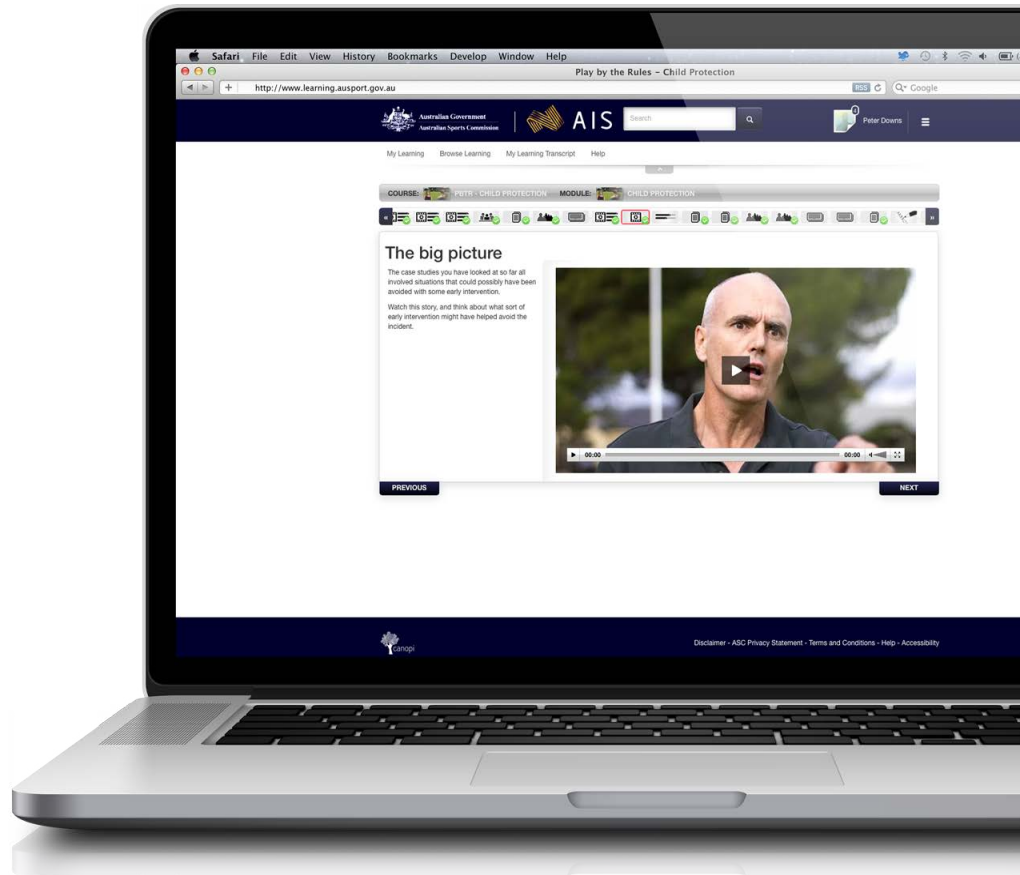 Safari File Edit View History Bookmarks Develop Window Help
Play by the Rules – Child Protection
http://www.learning.ausport.gov.au
RSS
Google
Australian Government
Australian Sports Commission
AIS
Search
Peter Downs
My Learning Browse Learning My Learning Transcript Help
COURSE: PBTR - CHILD PROTECTION MODULE: CHILD PROTECTION
The big picture
The case studies you have looked at so far all
involved situations that could possibly have been
avoided with some early intervention.
Watch this story, and think about what sort of
early intervention might have helped avoid the
incident.
00:00 00:00
PREVIOUS NEXT
canopi
Disclaimer - ASC Privacy Statement - Terms and Conditions - Help - Accessibility